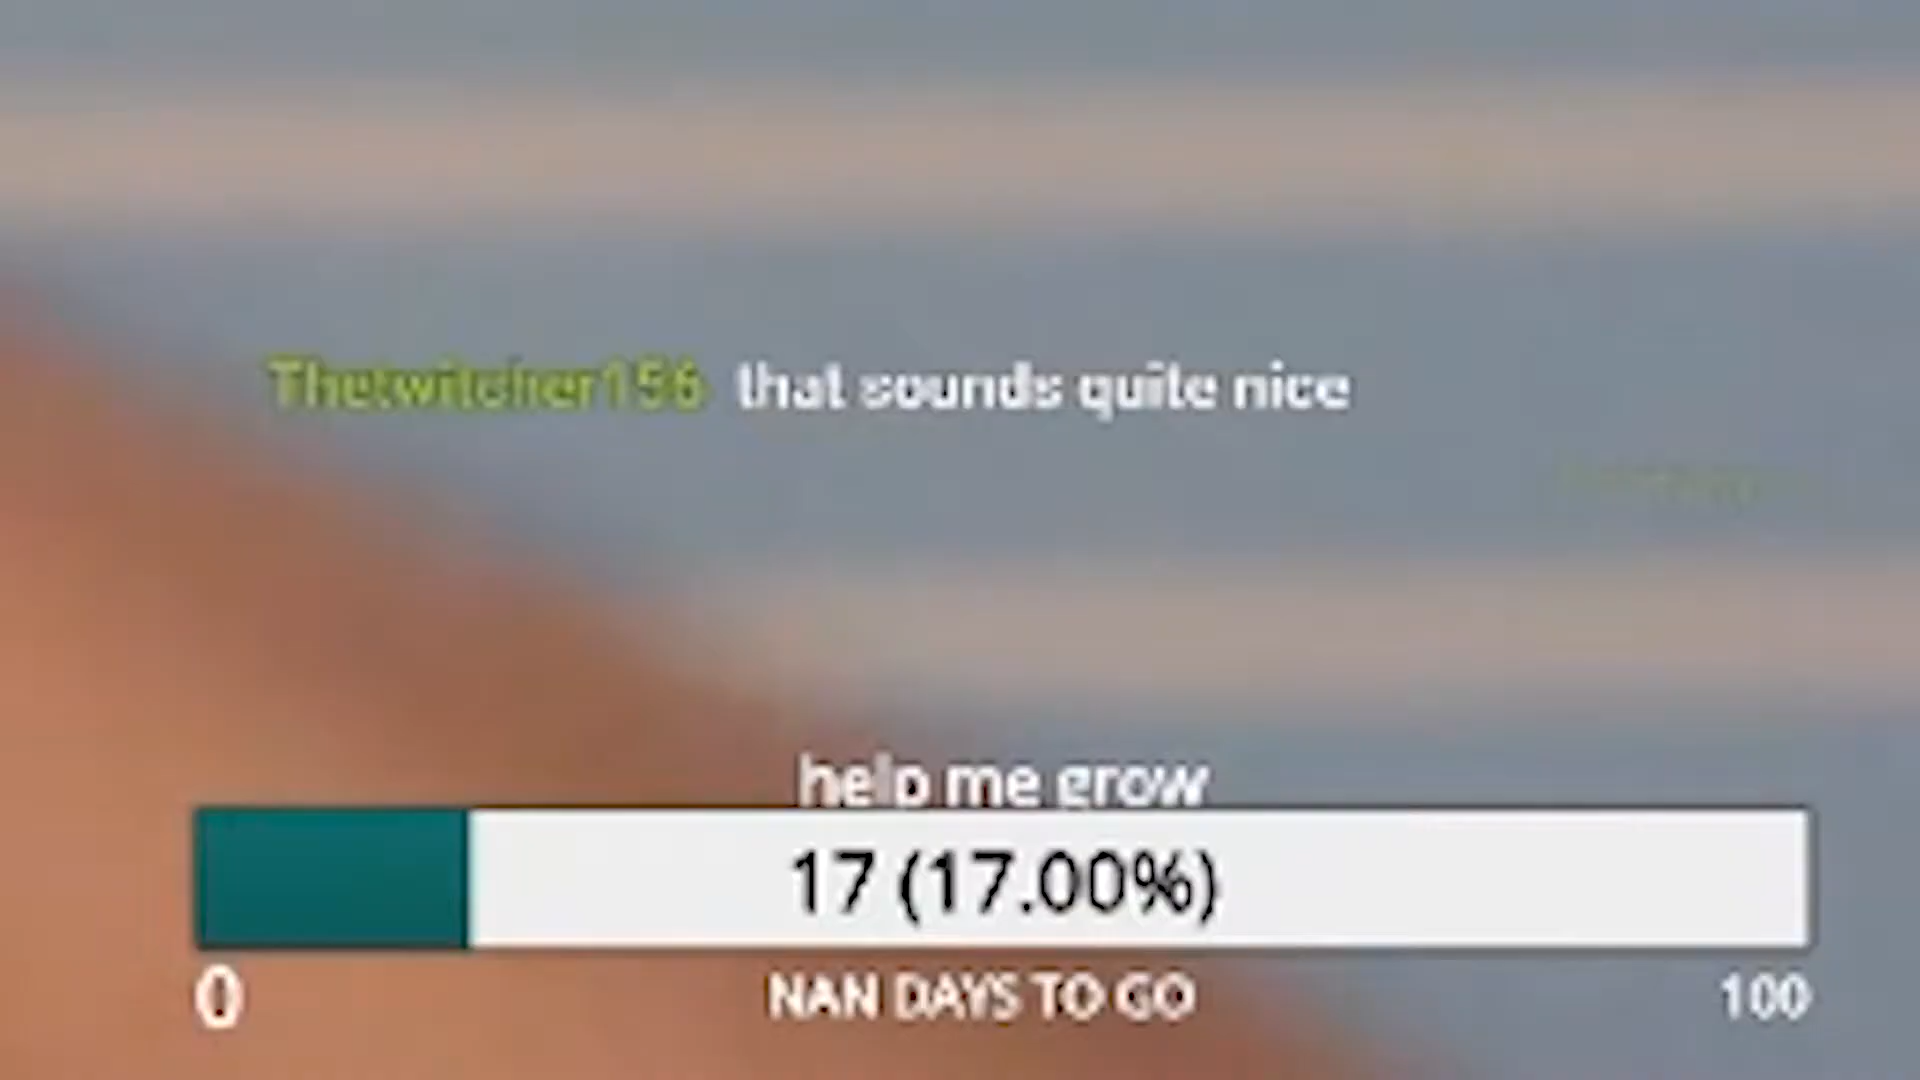 Thetwitcher156 that sounds quite nice
help me grow
17 (17.00%)
0 NAN DAYS TO GO 100